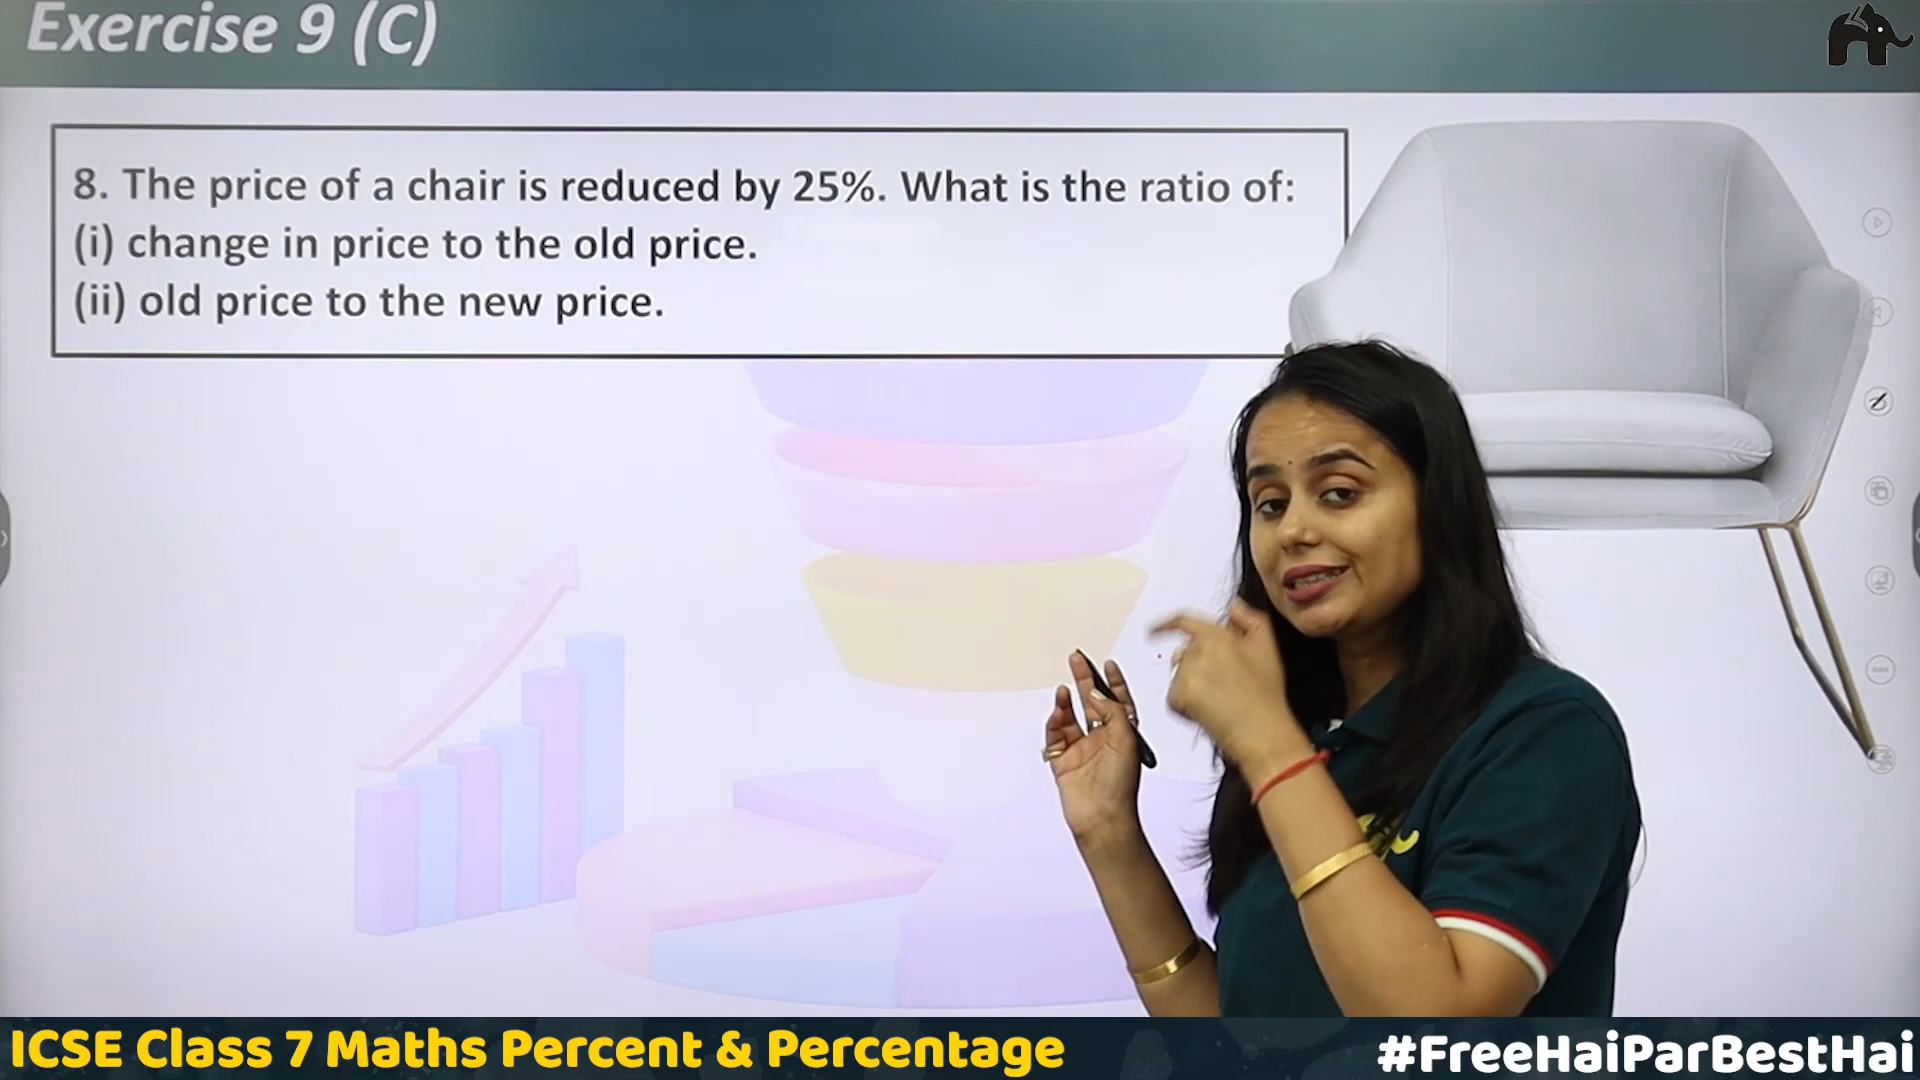 Exercise 9 (C)
8. The price of a chair is reduced by 25%. What is the ratio of:
(i) change in price to the old price.
(ii) old price to the new price.
ICSE Class 7 Maths Percent & Percentage
#FreeHaiParBestHai